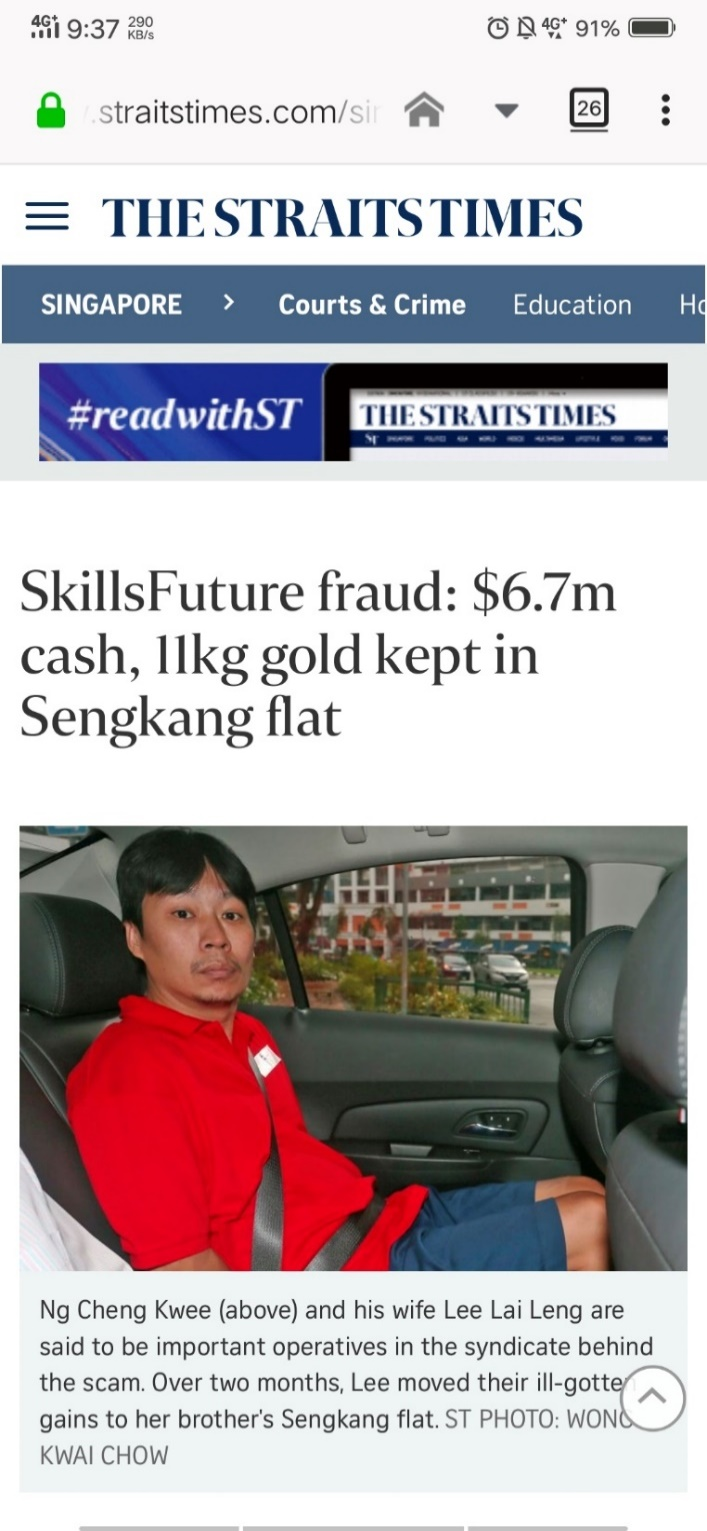 4G+ 9:37 290 KB/s 4G+ 91%
.straitstimes.com/sin 26
THE STRAITS TIMES
SINGAPORE > Courts & Crime Education Ho
#readwithST
THE STRAITS TIMES
SkillsFuture fraud: $6.7m
cash, 11kg gold kept in
Sengkang flat
Ng Cheng Kwee (above) and his wife Lee Lai Leng are
said to be important operatives in the syndicate behind
the scam. Over two months, Lee moved their ill-gotten
gains to her brother's Sengkang flat. ST PHOTO: WONG
KWAI CHOW